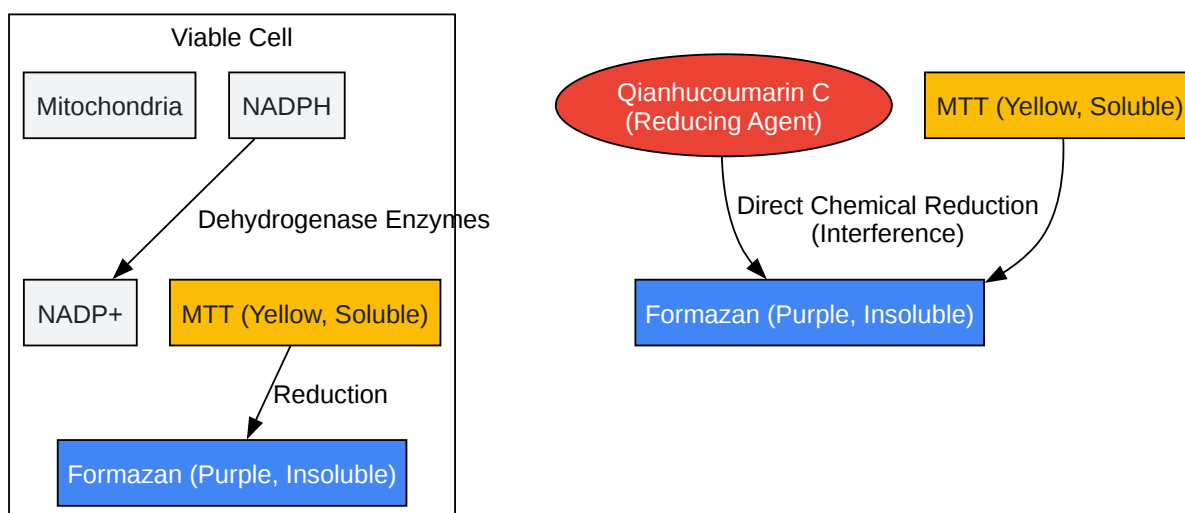 Viable Cell
Mitochondria
NADPH
Dehydrogenase Enzymes
NADP+
MTT (Yellow, Soluble)
Reduction
Formazan (Purple, Insoluble)
Qianhucoumarin C
(Reducing Agent)
MTT (Yellow, Soluble)
Direct Chemical Reduction
(Interference)
Formazan (Purple, Insoluble)